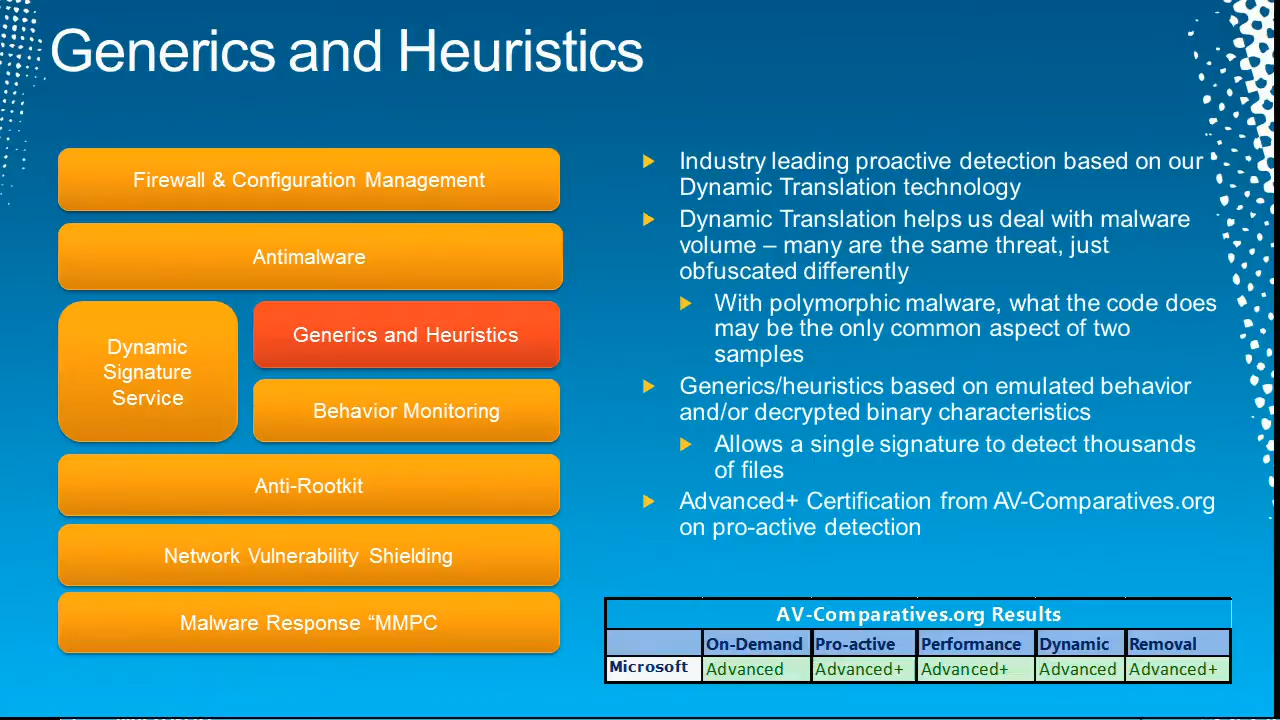 Generics and Heuristics
Firewall & Configuration Management
Antimalware
Dynamic
Signature
Service
Generics and Heuristics
Behavior Monitoring
Anti-Rootkit
Network Vulnerability Shielding
Malware Response “MMPC
Industry leading proactive detection based on our
Dynamic Translation technology
Dynamic Translation helps us deal with malware
volume – many are the same threat, just
obfuscated differently
With polymorphic malware, what the code does
may be the only common aspect of two
samples
Generics/heuristics based on emulated behavior
and/or decrypted binary characteristics
Allows a single signature to detect thousands
of files
Advanced+ Certification from AV-Comparatives.org
on pro-active detection
AV-Comparatives.org Results
On-Demand Pro-active Performance Dynamic Removal
Microsoft Advanced Advanced+ Advanced+ Advanced Advanced+